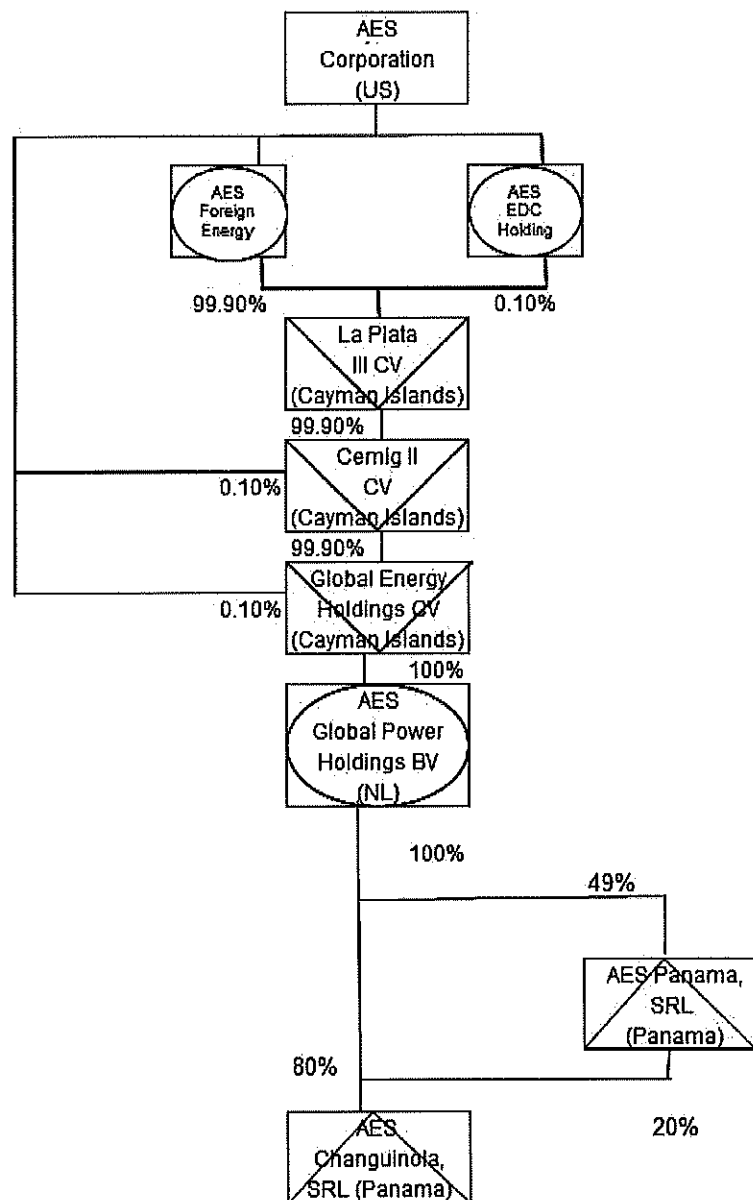 AES
Corporation
(US)
AES
Foreign
Energy
AES
EDC
Holding
99.90%
0.10%
La Plata
III CV
(Cayman Islands)
99.90%
Cemig II
CV
(Cayman Islands)
0.10%
99.90%
Global Energy
Holdings CV
(Cayman Islands)
0.10%
100%
AES
Global Power
Holdings BV
(NL)
100%
49%
AES Panama,
SRL
(Panama)
80%
20%
AES
Changuinola,
SRL (Panama)